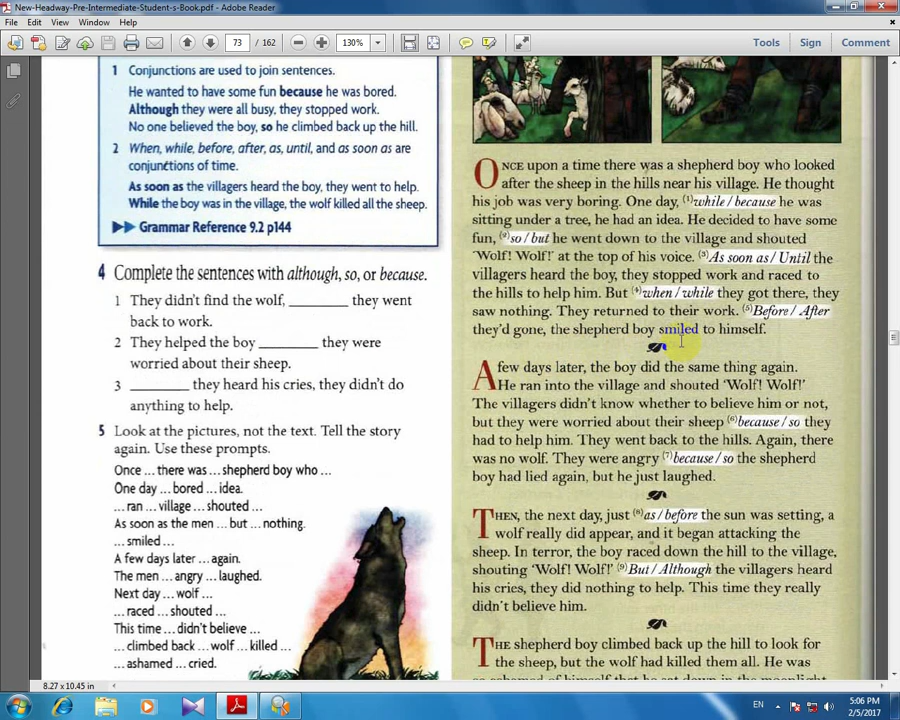 New-Headway-Pre-Intermediate-Student-s-Book.pdf - Adobe Reader
File Edit View Window Help
73 / 162 130% Tools Sign Comment
1 Conjunctions are used to join sentences.
He wanted to have some fun because he was bored.
Although they were all busy, they stopped work.
No one believed the boy, so he climbed back up the hill.
2 When, while, before, after, as, until, and as soon as are
conjunctions of time.
As soon as the villagers heard the boy, they went to help.
While the boy was in the village, the wolf killed all the sheep.
Grammar Reference 9.2 p144
4 Complete the sentences with although, so, or because.
1 They didn't find the wolf, ________ they went
back to work.
2 They helped the boy ________ they were
worried about their sheep.
3 ________ they heard his cries, they didn't do
anything to help.
5 Look at the pictures, not the text. Tell the story
again. Use these prompts.
Once ... there was ... shepherd boy who ...
One day ... bored ... idea.
... ran ... village ... shouted ...
As soon as the men ... but ... nothing.
... smiled ...
A few days later ... again.
The men ... angry ... laughed.
Next day ... wolf ...
... raced ... shouted ...
This time ... didn't believe ...
... climbed back ... wolf ... killed ...
... ashamed ... cried.
ONCE upon a time there was a shepherd boy who looked
after the sheep in the hills near his village. He thought
his job was very boring. One day, (1) while / because he was
sitting under a tree, he had an idea. He decided to have some
fun, (2) so / but he went down to the village and shouted
'Wolf! Wolf!' at the top of his voice. (3) As soon as / Until the
villagers heard the boy, they stopped work and raced to
the hills to help him. But (4) when / while they got there, they
saw nothing. They returned to their work. (5) Before / After
they'd gone, the shepherd boy smiled to himself.
A few days later, the boy did the same thing again.
He ran into the village and shouted 'Wolf! Wolf!'
The villagers didn't know whether to believe him or not,
but they were worried about their sheep (6) because / so they
had to help him. They went back to the hills. Again, there
was no wolf. They were angry (7) because / so the shepherd
boy had lied again, but he just laughed.
THEN, the next day, just (8) as / before the sun was setting, a
wolf really did appear, and it began attacking the
sheep. In terror, the boy raced down the hill to the village,
shouting 'Wolf! Wolf!' (9) But / Although the villagers heard
his cries, they did nothing to help. This time they really
didn't believe him.
THE shepherd boy climbed back up the hill to look for
the sheep, but the wolf had killed them all. He was
so ashamed of himself that he sat down in the moonlight
8.27 x 10.45 in
EN 5:06 PM
2/5/2017